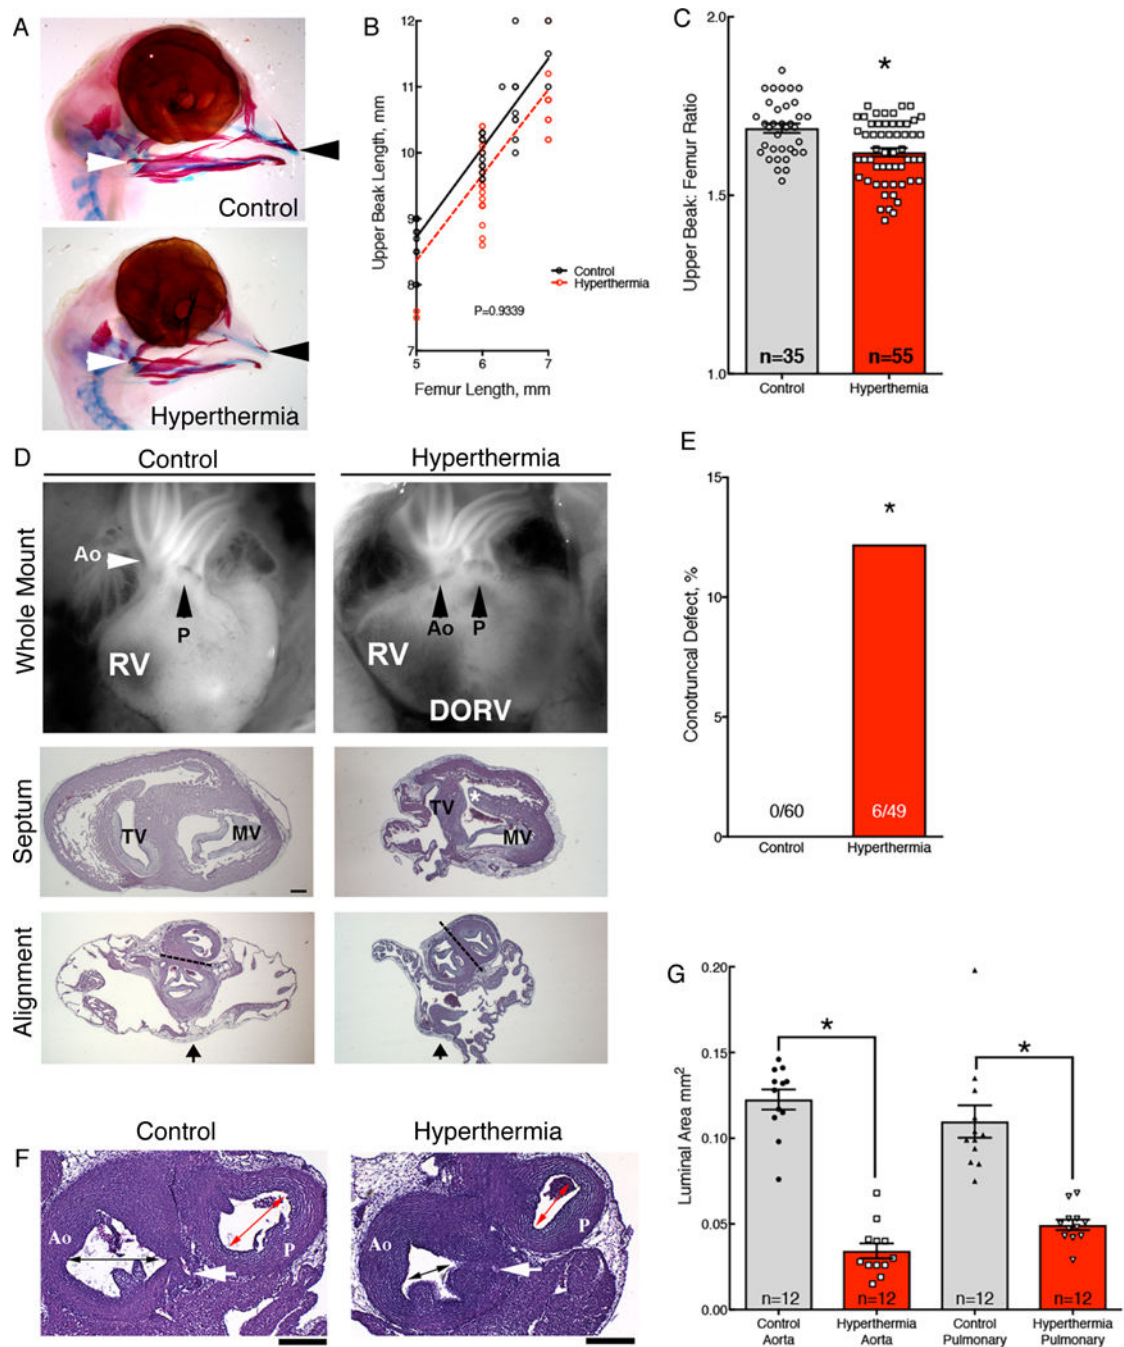 A
Control
Hyperthermia
B
Upper Beak Length, mm
12
11
10
9
8
7
5
6
7
Femur Length, mm
Control
Hyperthermia
P=0.9339
C
Upper Beak: Femur Ratio
2.0
1.5
1.0
*
n=35
n=55
Control
Hyperthemia
D
Control
Hyperthermia
Whole Mount
Ao
P
RV
Ao
P
RV
DORV
Septum
TV
MV
TV
*
MV
Alignment
E
Conotruncal Defect, %
15
10
5
0
*
0/60
6/49
Control
Hyperthermia
F
Control
Hyperthermia
Ao
P
Ao
P
G
Luminal Area mm²
0.20
0.15
0.10
0.05
0.00
*
*
n=12
n=12
n=12
n=12
Control
Aorta
Hyperthermia
Aorta
Control
Pulmonary
Hyperthermia
Pulmonary